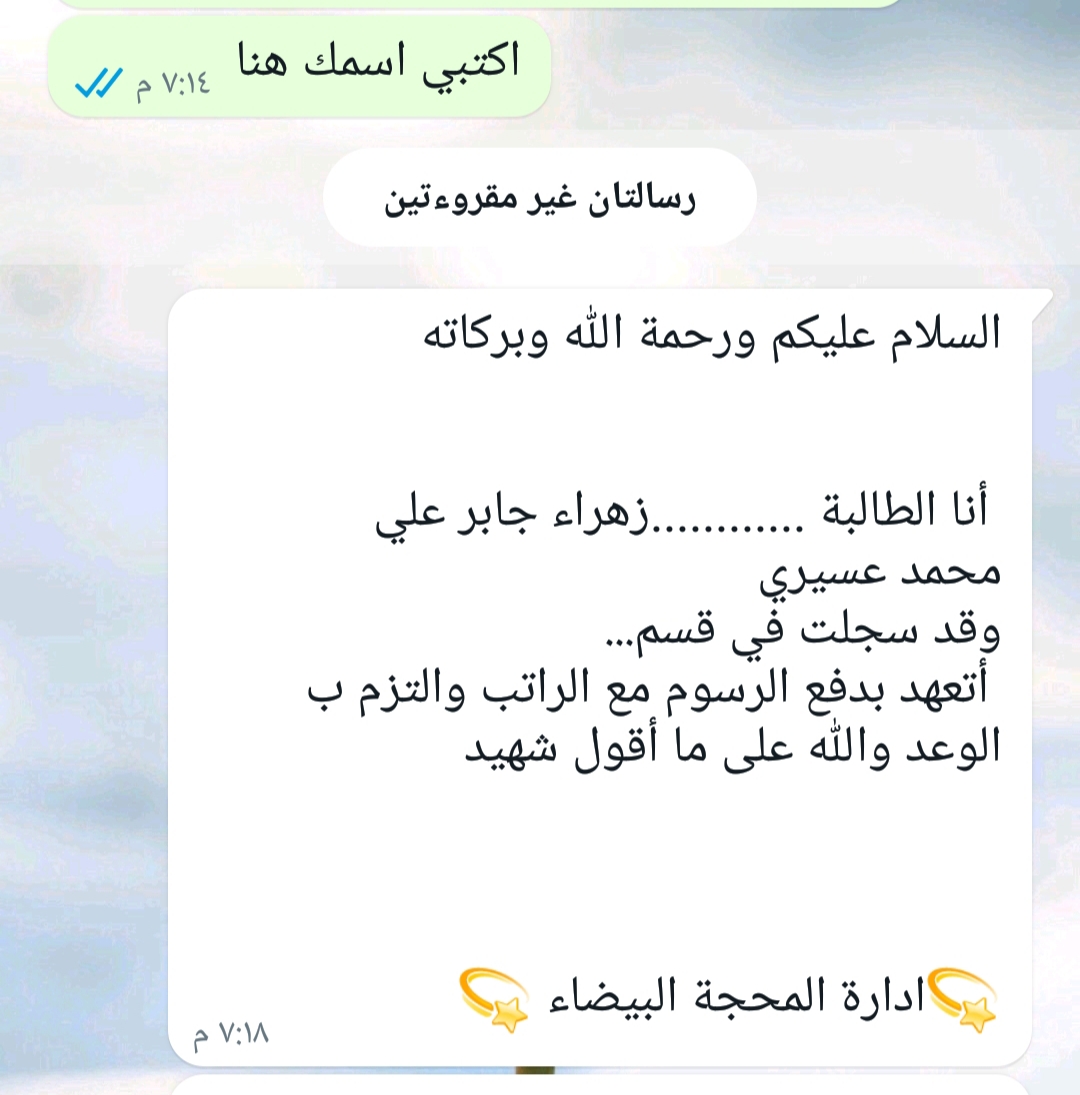 اكتبي اسمك هنا
٧:١٤ م
رسالتان غير مقروءتين
السلام عليكم ورحمة الله وبركاته
أنا الطالبة ............زهراء جابر علي
محمد عسيري
وقد سجلت في قسم...
أتعهد بدفع الرسوم مع الراتب والتزم ب
الوعد والله على ما أقول شهيد
💫ادارة المحجة البيضاء 💫
٧:١٨ م